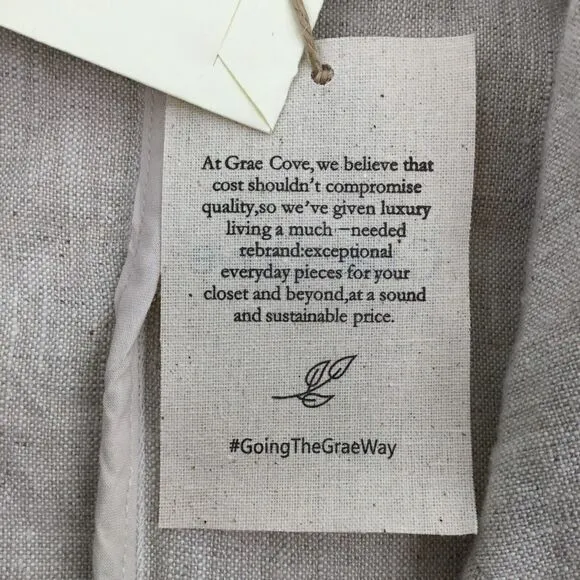 At Grae Cove,we believe that
cost shouldn't compromise
quality,so we've given luxury
living a much —needed
rebrand:exceptional
everyday pieces for your
closet and beyond,at a sound
and sustainable price.
#GoingTheGraeWay